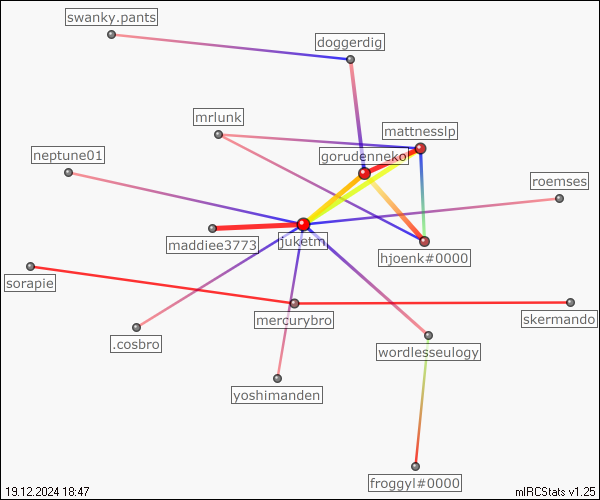 swanky.pants
doggerdig
mrlunk
mattnesslp
neptune01
gorudenneko
roemses
maddiee3773
juketm
hjoenk#0000
sorapie
mercurybro
skermando
.cosbro
wordlesseulogy
yoshimanden
froggyl#0000
19.12.2024 18:47
mIRCStats v1.25